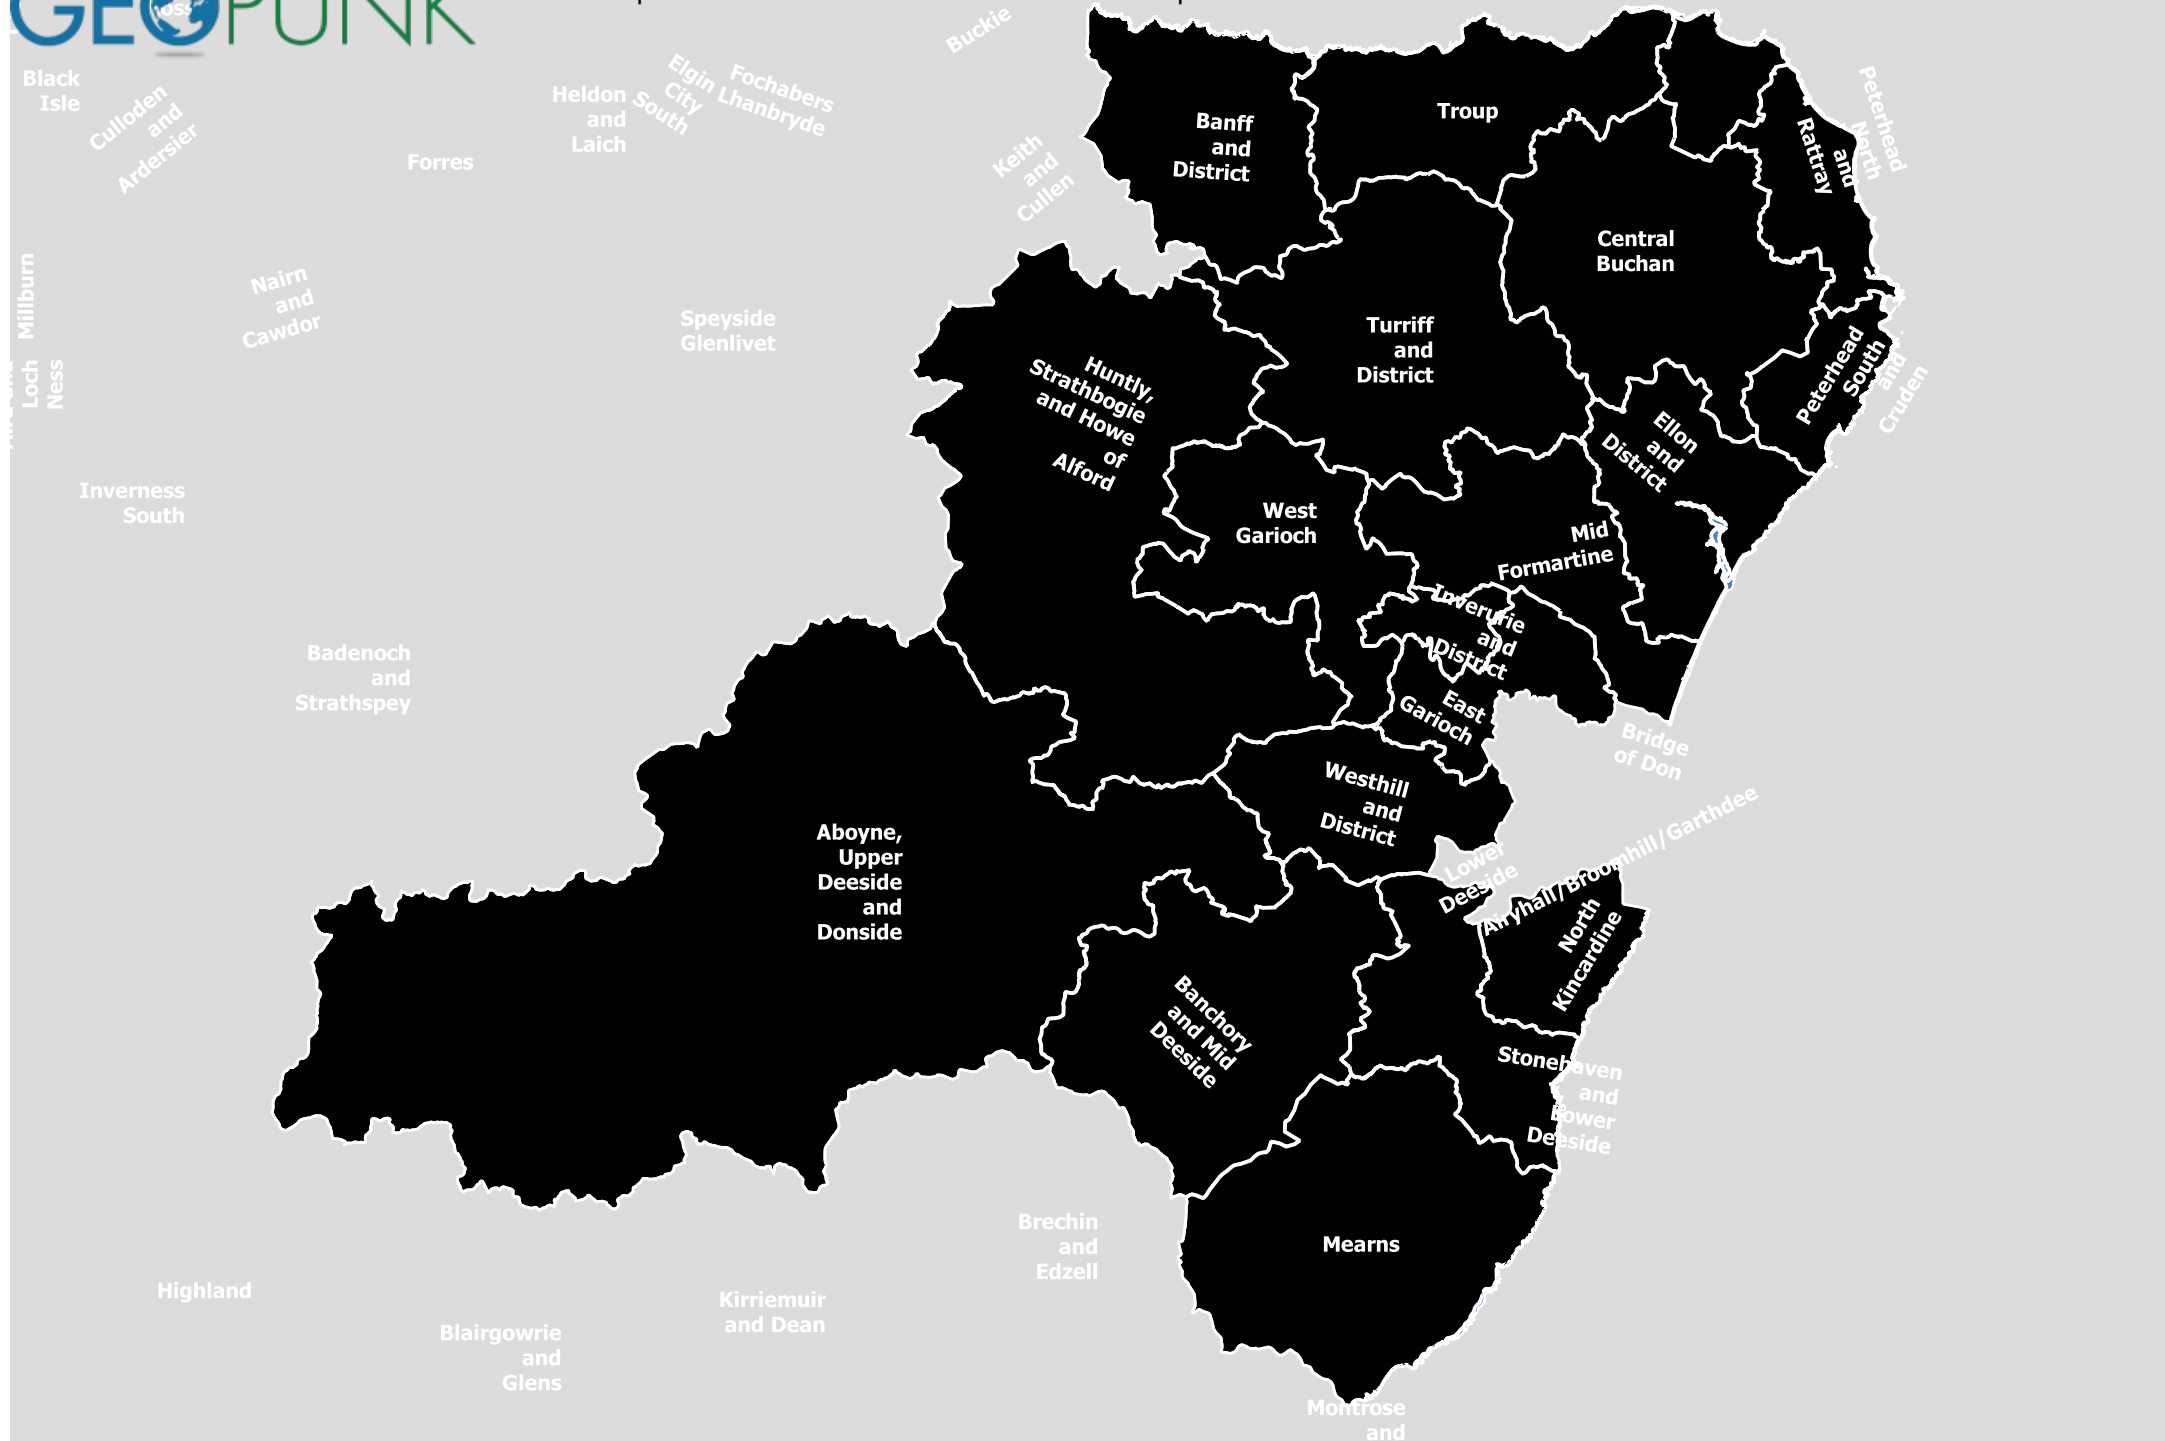 GEOPUNK
Black
Isle
Culloden
and
Ardersier
Forres
Heldon
and
Laich
Elgin
City
South
Fochabers
Lhanbryde
Buckie
Keith
and
Cullen
Banff
and
District
Troup
Peterhead
North
and
Rattray
Central
Buchan
Millburn
Loch
Ness
Nairn
and
Cawdor
Speyside
Glenlivet
Turriff
and
District
Peterhead
South
and
Cruden
Huntly,
Strathbogie
and Howe
of
Alford
Ellon
and
District
Inverness
South
West
Garioch
Mid
Formartine
Inverurie
and
District
Badenoch
and
Strathspey
East
Garioch
Bridge
of Don
Westhill
and
District
Aboyne,
Upper
Deeside
and
Donside
Lower
Deeside
Airyhall/Broomhill/Garthdee
North
Kincardine
Banchory
and Mid
Deeside
Stonehaven
and
Lower
Deeside
Mearns
Brechin
and
Edzell
Highland
Kirriemuir
and Dean
Blairgowrie
and
Glens
Montrose
and